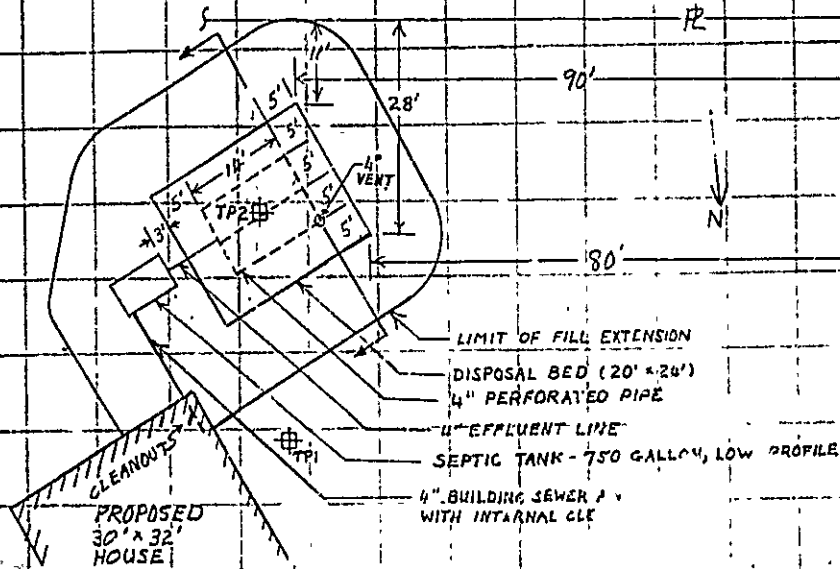 S
PL
11'
90'
5'
28'
5'
14'
5'
4" VENT
5'
TP2
5'
5'
3'
N
80'
LIMIT OF FILL EXTENSION
DISPOSAL BED (20' x 24')
4" PERFORATED PIPE
4" EFFLUENT LINE
SEPTIC TANK - 750 GALLON, LOW PROFILE
TP1
CLEANOUTS
4" BUILDING SEWER
WITH INTERNAL
PROPOSED
30' x 32'
HOUSE